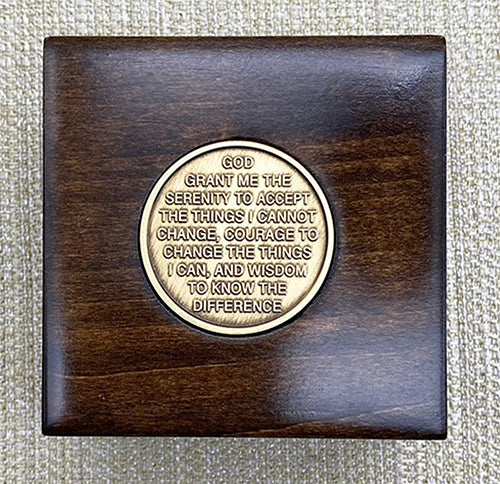 GOD
GRANT ME THE
SERENITY TO ACCEPT
THE THINGS I CANNOT
CHANGE, COURAGE TO
CHANGE THE THINGS
I CAN, AND WISDOM
TO KNOW THE
DIFFERENCE